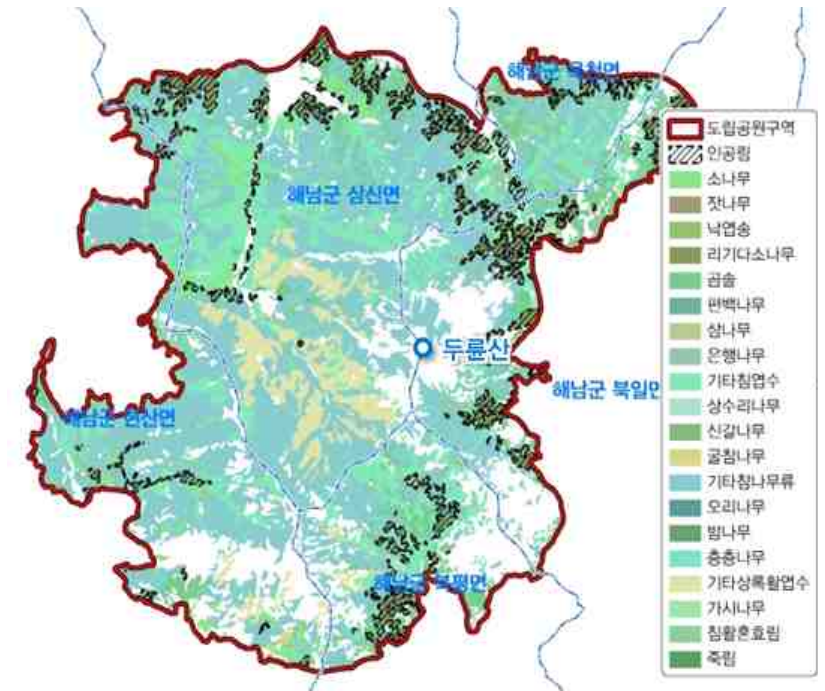 해남군 옥천면
해남군 삼산면
두륜산
해남군 북일면
해남군 현산면
해남군 북평면
도립공원구역
인공림
소나무
잣나무
낙엽송
리기다소나무
곰솔
편백나무
삼나무
은행나무
기타침엽수
상수리나무
신갈나무
굴참나무
기타참나무류
오리나무
밤나무
층층나무
기타상록활엽수
가시나무
침활혼효림
죽림